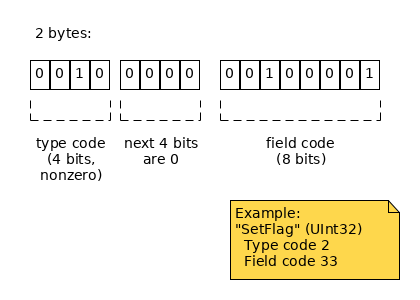 2 bytes:
0 0 1 0 0 0 0 0 0 0 1 0 0 0 0 1
type code
(4 bits,
nonzero)
next 4 bits
are 0
field code
(8 bits)
Example:
"SetFlag" (UInt32)
Type code 2
Field code 33